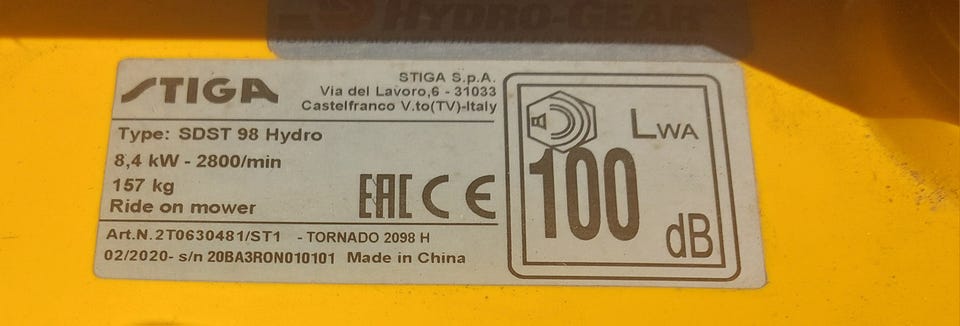 HYDRO-GEAR
STIGA
STIGA S.p.A.
Via del Lavoro,6 - 31033
Castelfranco V.to(TV)-Italy
Type: SDST 98 Hydro
8,4 kW - 2800/min
157 kg
Ride on mower
EAC CE
Art.N.2T0630481/ST1 - TORNADO 2098 H
02/2020- s/n 20BA3RON010101 Made in China
LWA
100
dB